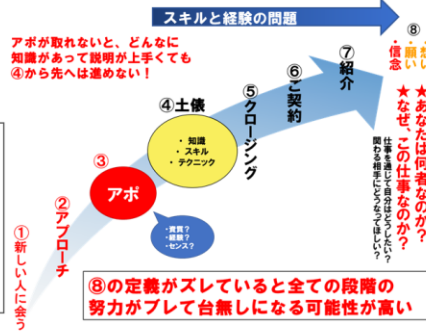 スキルと経験の問題
アポが取れないと、どんなに
知識があって説明が上手くても
④から先へは進めない！
①新しい人に会う
②アプローチ
③
アポ
・資質？
・経験？
・センス？
④土俵
・ 知識
・ スキル
・ テクニック
⑤クロージング
⑥ご契約
⑦紹介
⑧
・想い
・願い
・信念
★あなたは何者なのか？
★なぜ、この仕事なのか？
仕事を通じて自分はどうしたい？
関わる相手にどうなってほしい？
⑧の定義がズレていると全ての段階の
努力がブレて台無しになる可能性が高い